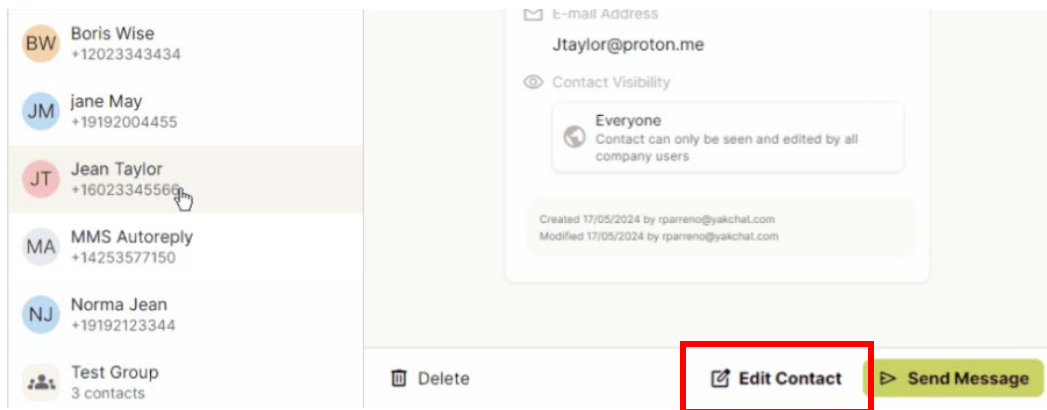 BW
Boris Wise
+12023343434
JM
jane May
+19192004455
JT
Jean Taylor
+16023345566
MA
MMS Autoreply
+14253577150
NJ
Norma Jean
+19192123344
Test Group
3 contacts
E-mail Address
Jtaylor@proton.me
Contact Visibility
Everyone
Contact can only be seen and edited by all
company users
Created 17/05/2024 by rparreno@yakchat.com
Modified 17/05/2024 by rparreno@yakchat.com
Delete
Edit Contact
Send Message